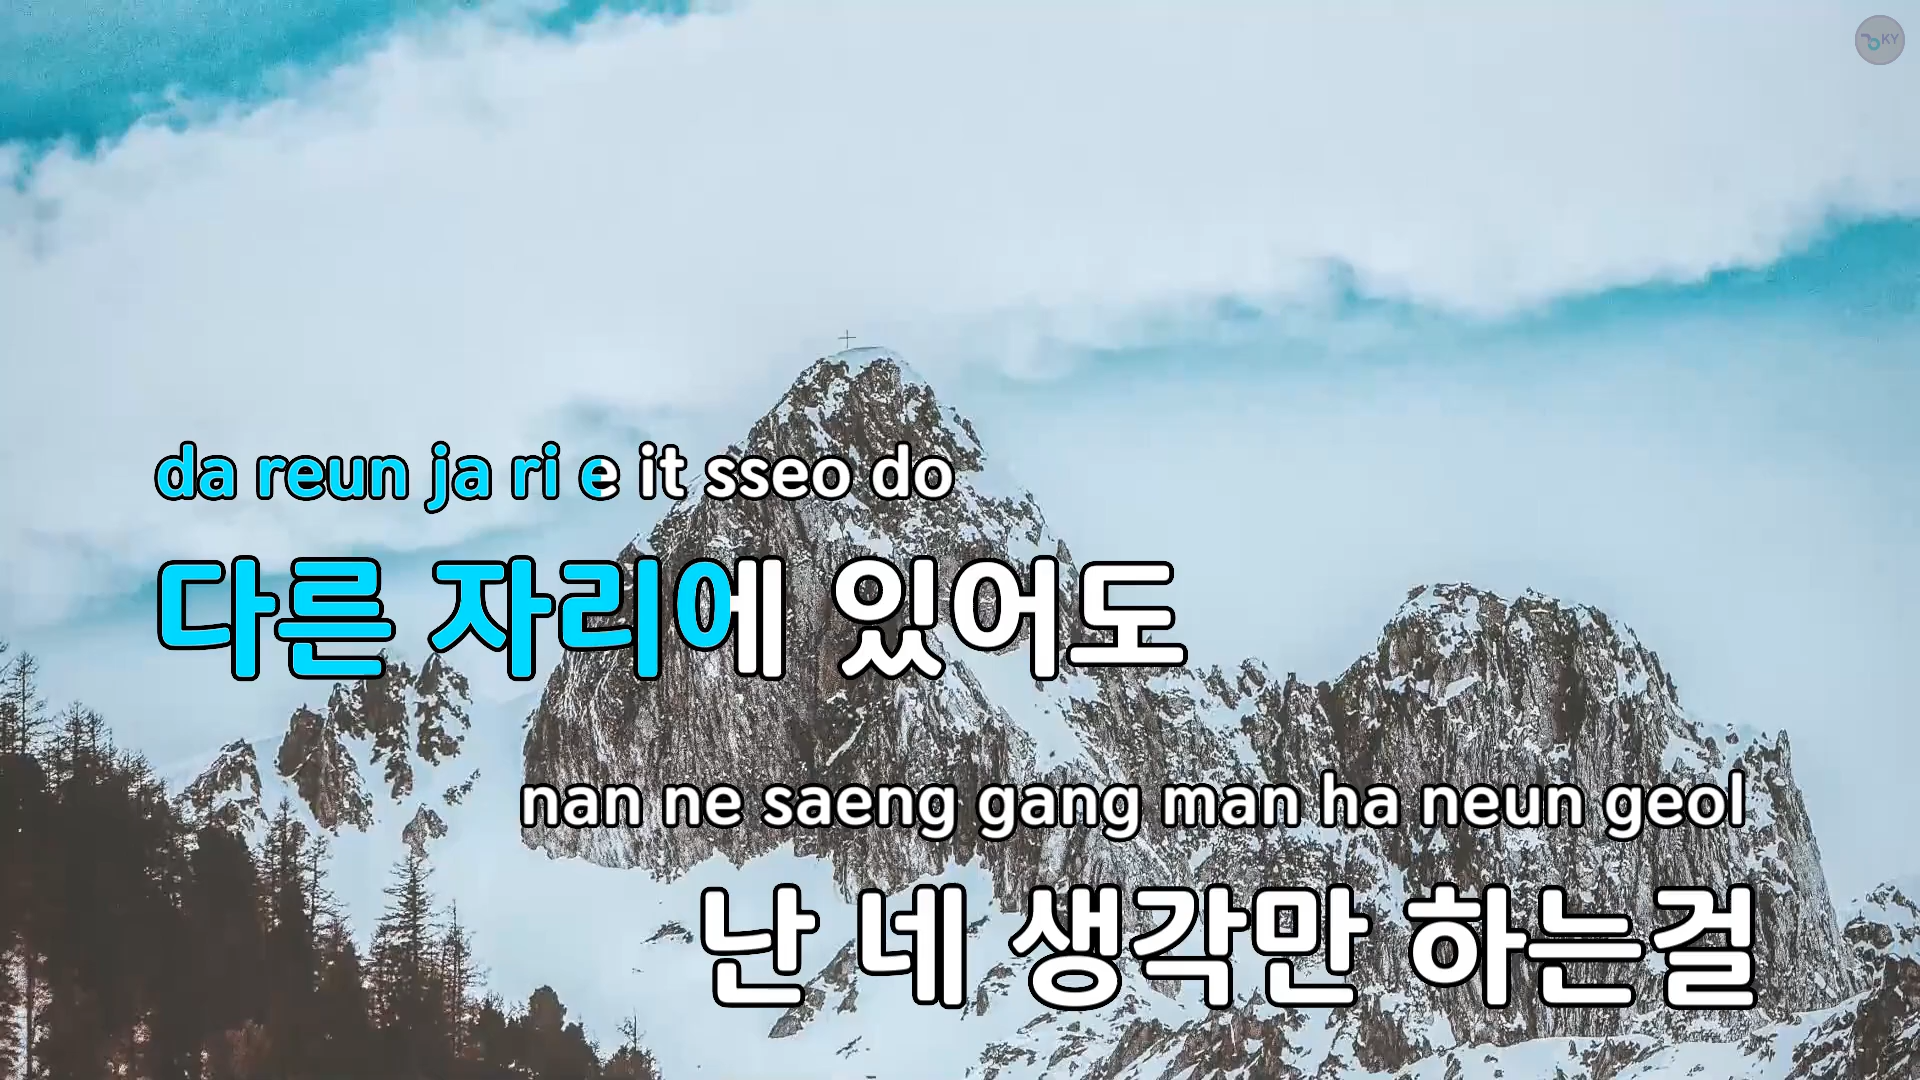 KY
da reun ja ri e it sseo do
다른 자리에 있어도
nan ne saeng gang man ha neun geol
난 네 생각만 하는걸